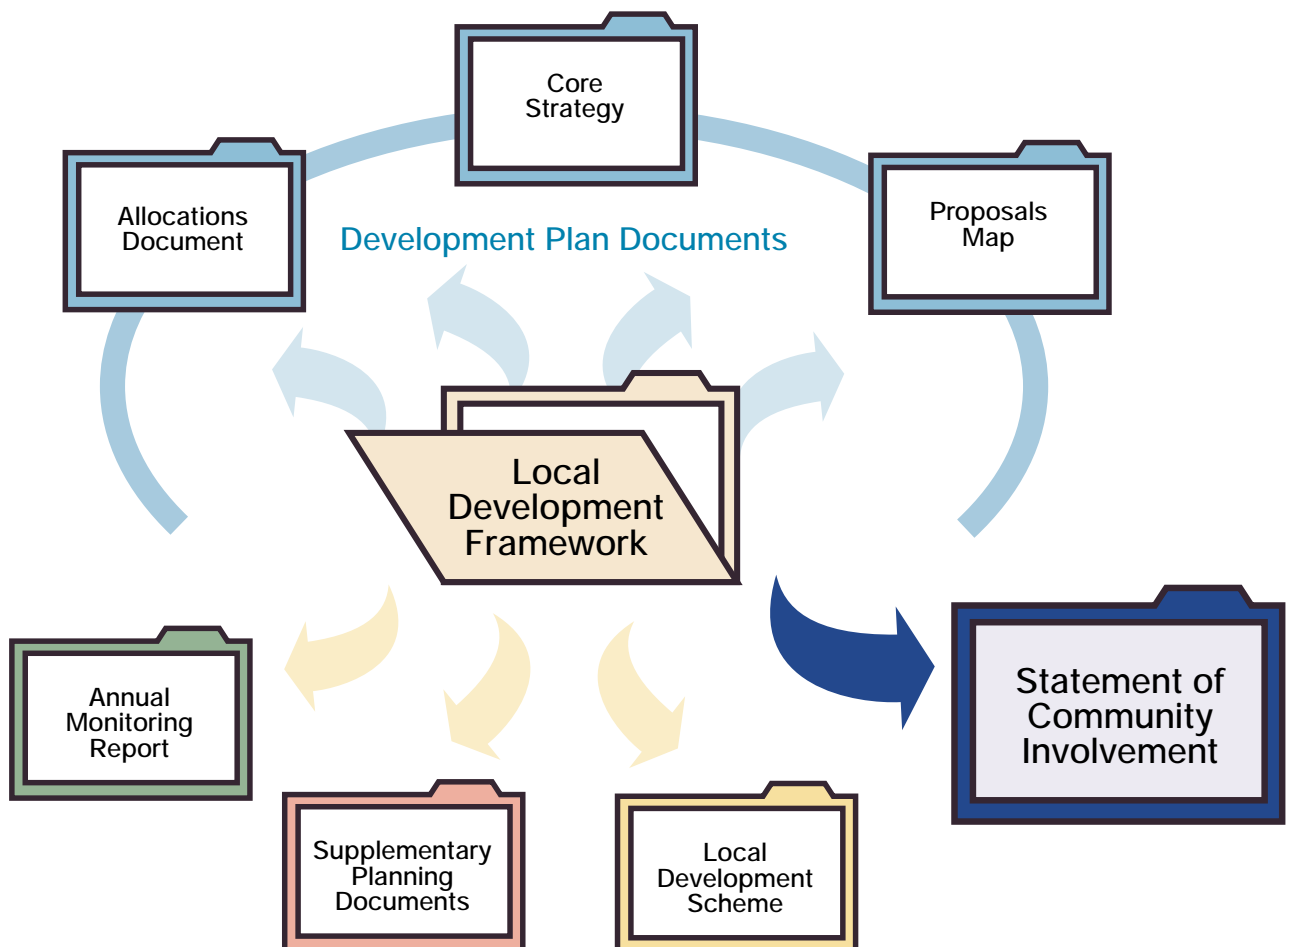 Core
Strategy
Allocations
Document
Proposals
Map
Development Plan Documents
Local
Development
Framework
Statement of
Community
Involvement
Annual
Monitoring
Report
Supplementary
Planning
Documents
Local
Development
Scheme